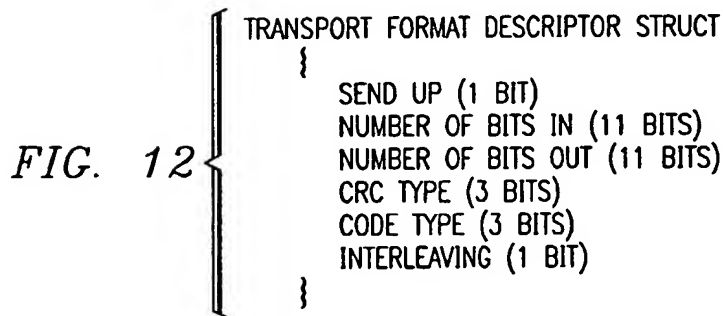 TRANSPORT FORMAT DESCRIPTOR STRUCT
{
SEND UP (1 BIT)
NUMBER OF BITS IN (11 BITS)
NUMBER OF BITS OUT (11 BITS)
CRC TYPE (3 BITS)
CODE TYPE (3 BITS)
INTERLEAVING (1 BIT)
}
FIG. 12